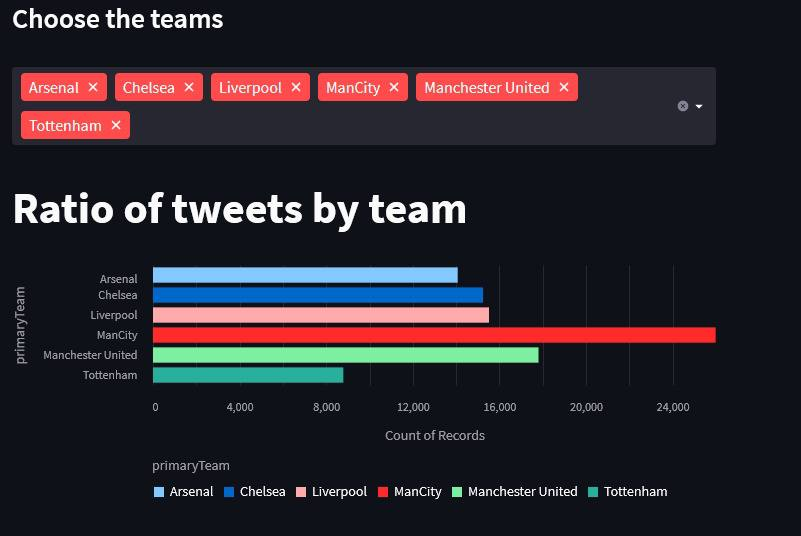 Choose the teams
Arsenal × Chelsea × Liverpool × ManCity × Manchester United ×
Tottenham ×
Ratio of tweets by team
primaryTeam
Arsenal
Chelsea
Liverpool
ManCity
Manchester United
Tottenham
0 4,000 8,000 12,000 16,000 20,000 24,000
Count of Records
primaryTeam
Arsenal Chelsea Liverpool ManCity Manchester United Tottenham